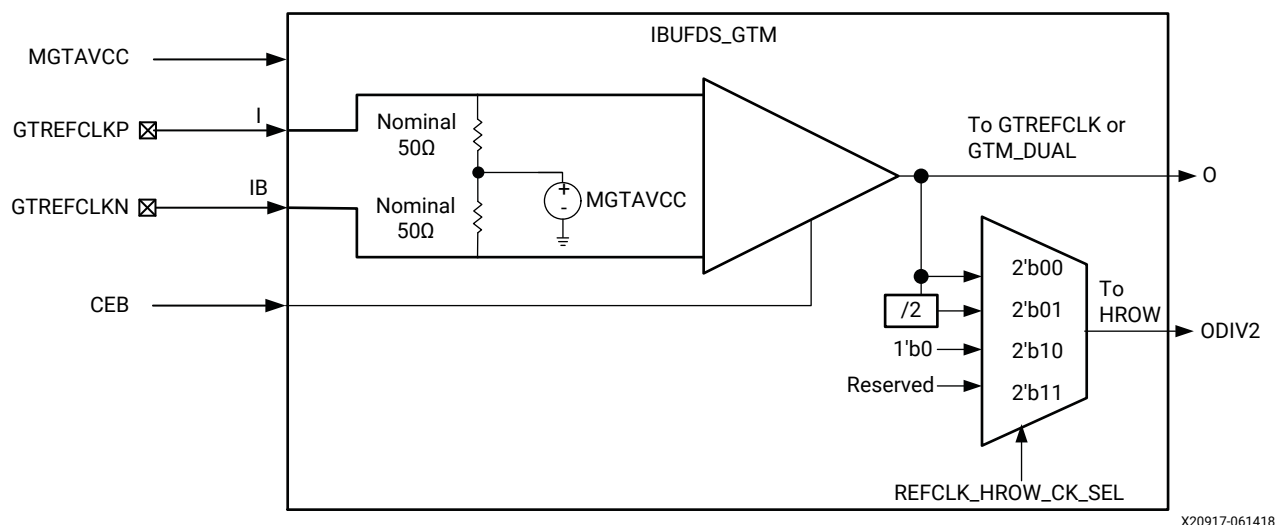 IBUFDS_GTM
MGTAVCC
I
GTREFCLKP
Nominal
50Ω
To GTREFCLK or
GTM_DUAL
O
IB
GTREFCLKN
Nominal
50Ω
+
-
MGTAVCC
CEB
2'b00
/2
2'b01
To
HROW
ODIV2
1'b0
2'b10
Reserved
2'b11
REFCLK_HROW_CK_SEL
X20917-061418